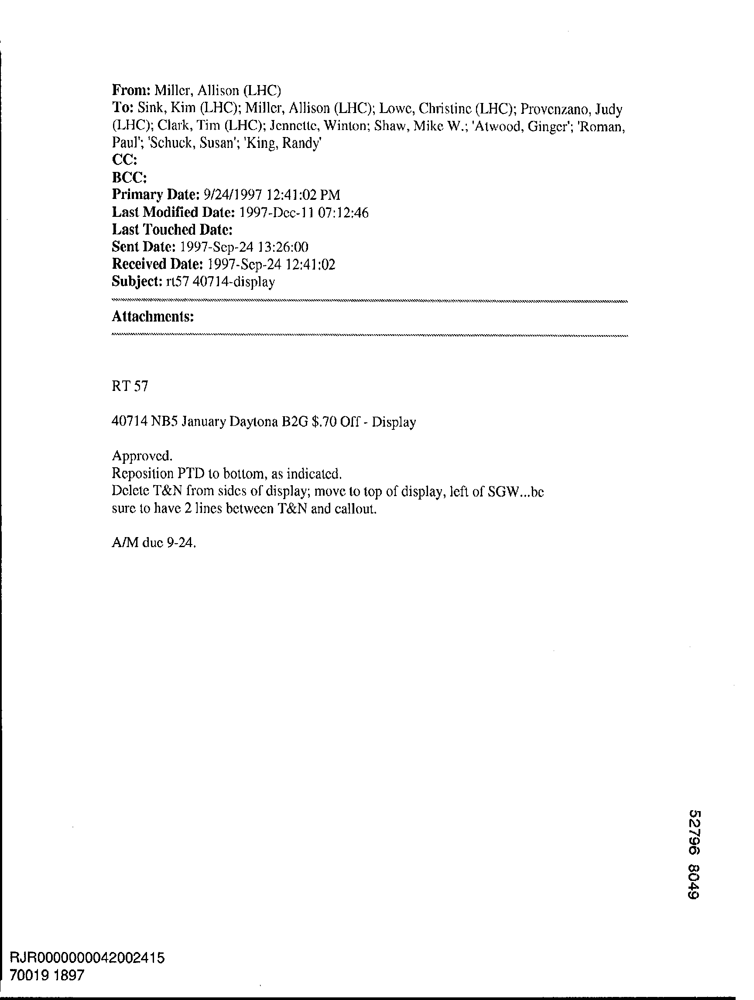 From: Miller, Allison (LHC)
To: Sink, Kim (LHC); Miller, Allison (LHC); Lowe, Christine (LHC); Provenzano, Judy
(LHC); Clark, Tim (LHC); Jennette, Winton; Shaw, Mike W.; 'Atwood, Ginger'; 'Roman,
Paul'; 'Schuck, Susan'; 'King, Randy'
CC:
BCC:
Primary Date: 9/24/1997 12:41:02 PM
Last Modified Date: 1997-Dec-11 07:12:46
Last Touched Date:
Sent Date: 1997-Sep-24 13:26:00
Received Date: 1997-Sep-24 12:41:02
Subject: rt57 40714-display
Attachments:
RT 57
40714 NB5 January Daytona B2G $.70 Off - Display
Approved.
Reposition PTD to bottom, as indicated.
Delete T&N from sides of display; move to top of display, left of SGW...be
sure to have 2 lines between T&N and callout.
A/M due 9-24.
52796 8049
RJR0000000042002415
70019 1897